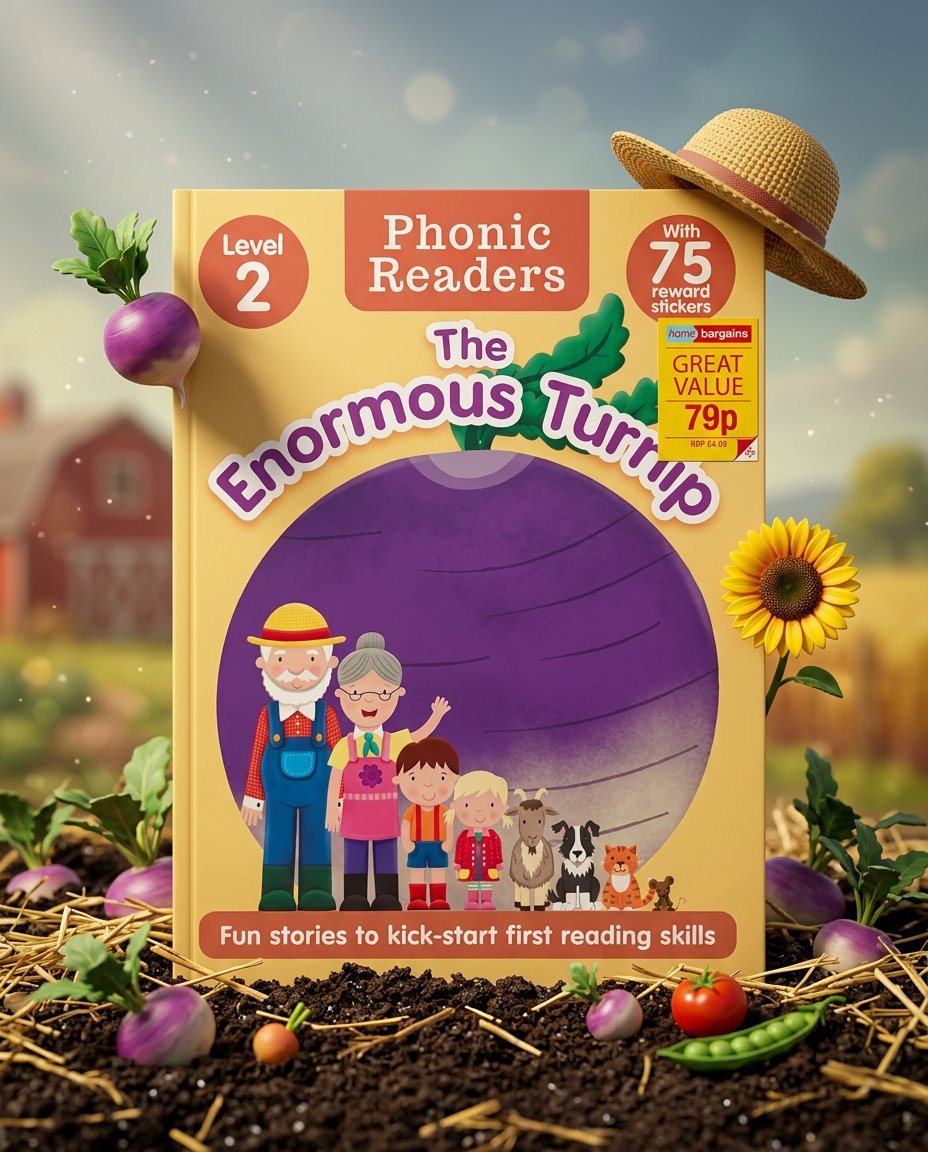 Level
2
Phonic
Readers
With
75
reward
stickers
The
Enormous Turnip
home bargains
GREAT
VALUE
79p
Fun stories to kick-start first reading skills